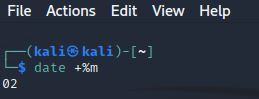 File Actions Edit View Help
┌──(kali㉿kali)-[~]
└─$ date +%m
02